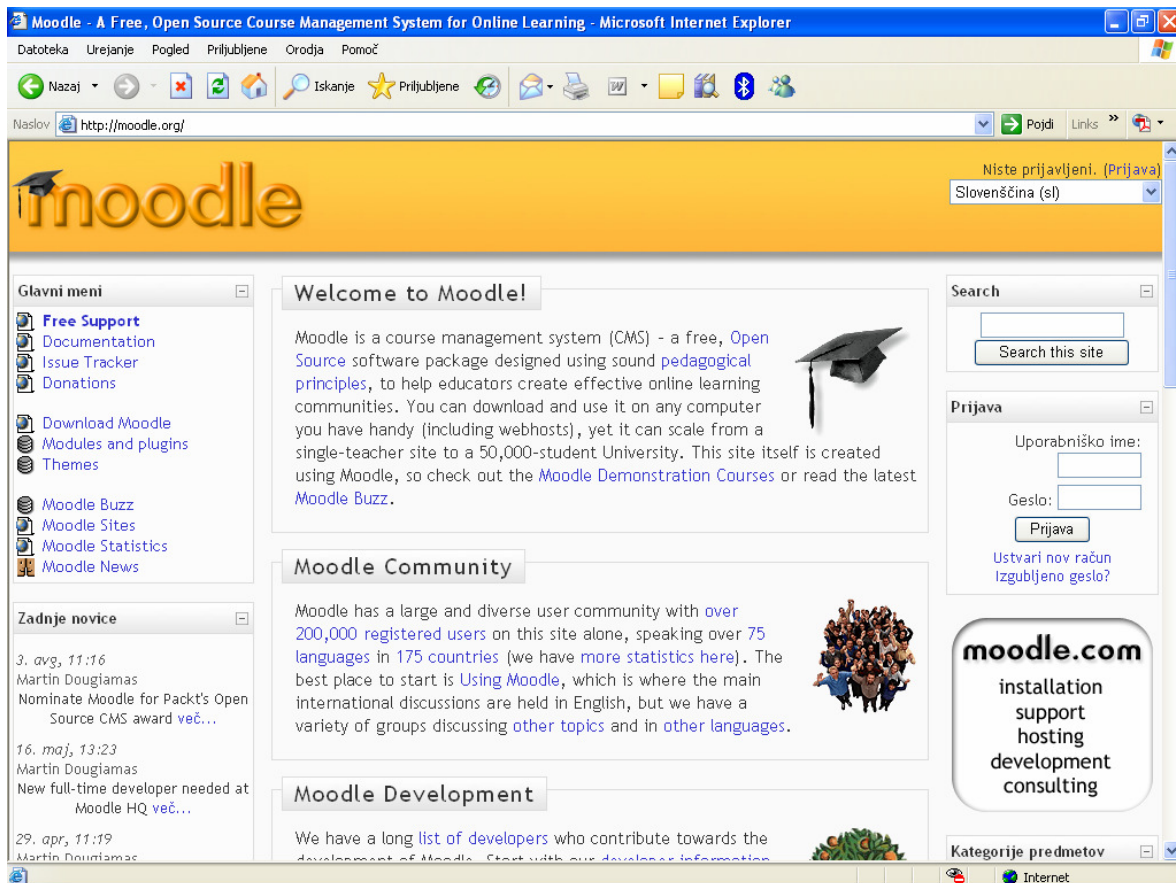 Moodle - A Free, Open Source Course Management System for Online Learning - Microsoft Internet Explorer
Datoteka Urejanje Pogled Priljubljene Orodja Pomoč
Nazaj Iskanje Priljubljene
Naslov http://moodle.org/ Pojdi Links »
moodle
Niste prijavljeni. (Prijava)
Slovenščina (sl)
Glavni meni
Free Support
Documentation
Issue Tracker
Donations
Download Moodle
Modules and plugins
Themes
Moodle Buzz
Moodle Sites
Moodle Statistics
Moodle News
Zadnje novice
3. avg, 11:16
Martin Dougiamas
Nominate Moodle for Packt's Open
Source CMS award več...
16. maj, 13:23
Martin Dougiamas
New full-time developer needed at
Moodle HQ več...
29. apr, 11:19
Martin Dougiamas
Welcome to Moodle!
Moodle is a course management system (CMS) - a free, Open
Source software package designed using sound pedagogical
principles, to help educators create effective online learning
communities. You can download and use it on any computer
you have handy (including webhosts), yet it can scale from a
single-teacher site to a 50,000-student University. This site itself is created
using Moodle, so check out the Moodle Demonstration Courses or read the latest
Moodle Buzz.
Moodle Community
Moodle has a large and diverse user community with over
200,000 registered users on this site alone, speaking over 75
languages in 175 countries (we have more statistics here). The
best place to start is Using Moodle, which is where the main
international discussions are held in English, but we have a
variety of groups discussing other topics and in other languages.
Moodle Development
We have a long list of developers who contribute towards the
development of Moodle. Start with our developer information
Search
Search this site
Prijava
Uporabniško ime:
Geslo:
Prijava
Ustvari nov račun
Izgubljeno geslo?
moodle.com
installation
support
hosting
development
consulting
Kategorije predmetov
Internet